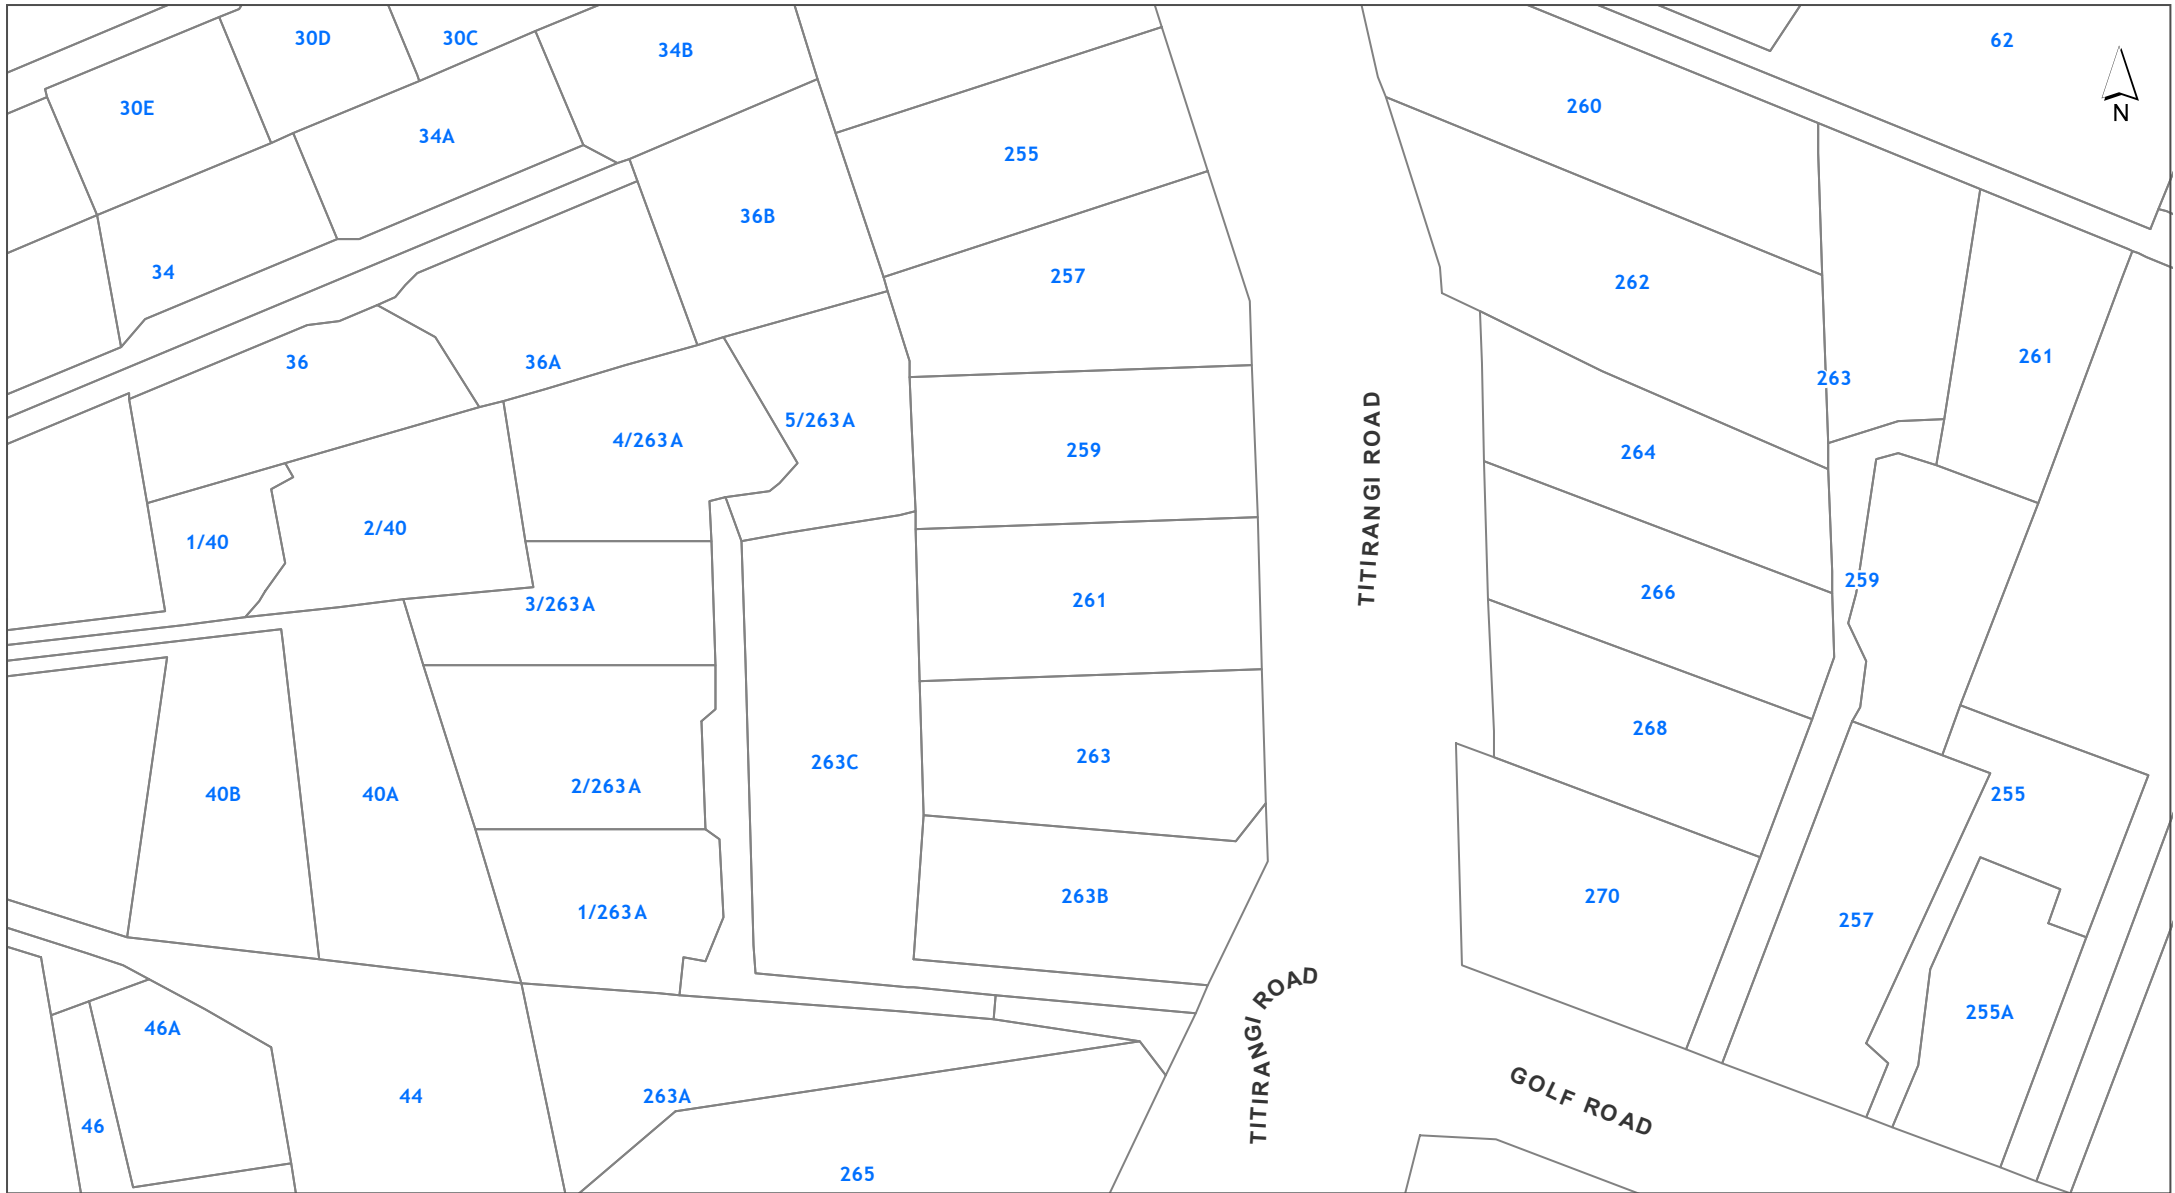 30D
30C
34B
62
30E
34A
260
N
255
36B
34
257
262
36
36A
263
261
5/263A
4/263A
259
264
TITIRANGI ROAD
1/40
2/40
3/263A
261
259
266
40B
40A
2/263A
263C
263
268
255
1/263A
263B
270
257
46A
255A
TITIRANGI ROAD
GOLF ROAD
46
44
263A
265